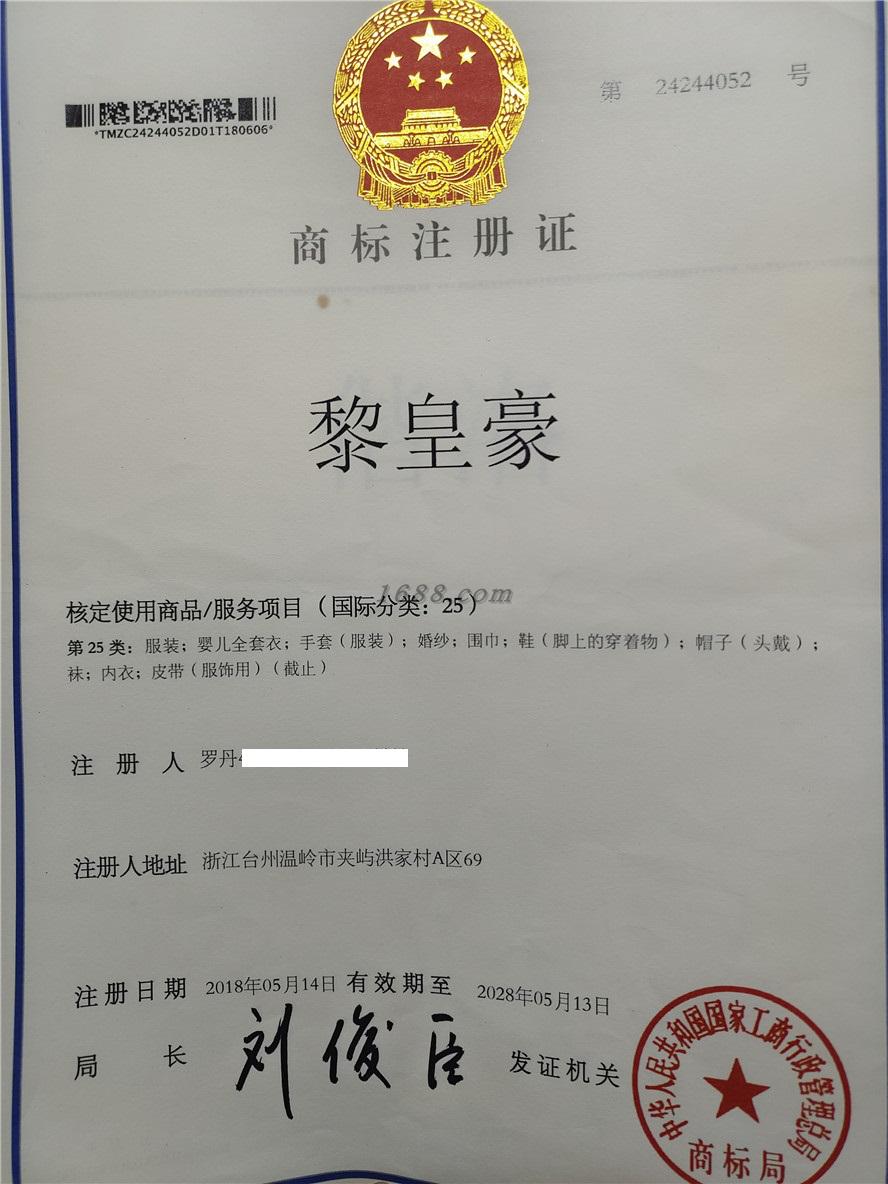 第 24244052 号
*TMZC24244052D01T180606*
商标注册证
黎皇豪
1688.com
核定使用商品/服务项目（国际分类：25）
第25类：服装；婴儿全套衣；手套（服装）；婚纱；围巾；鞋（脚上的穿着物）；帽子（头戴）；
袜；内衣；皮带（服饰用）（截止）
注册人 罗丹
注册人地址 浙江台州温岭市夹屿洪家村A区69
注册日期 2018年05月14日 有效期至 2028年05月13日
局长 刘俊臣 发证机关
中华人民共和国国家工商行政管理总局
商标局